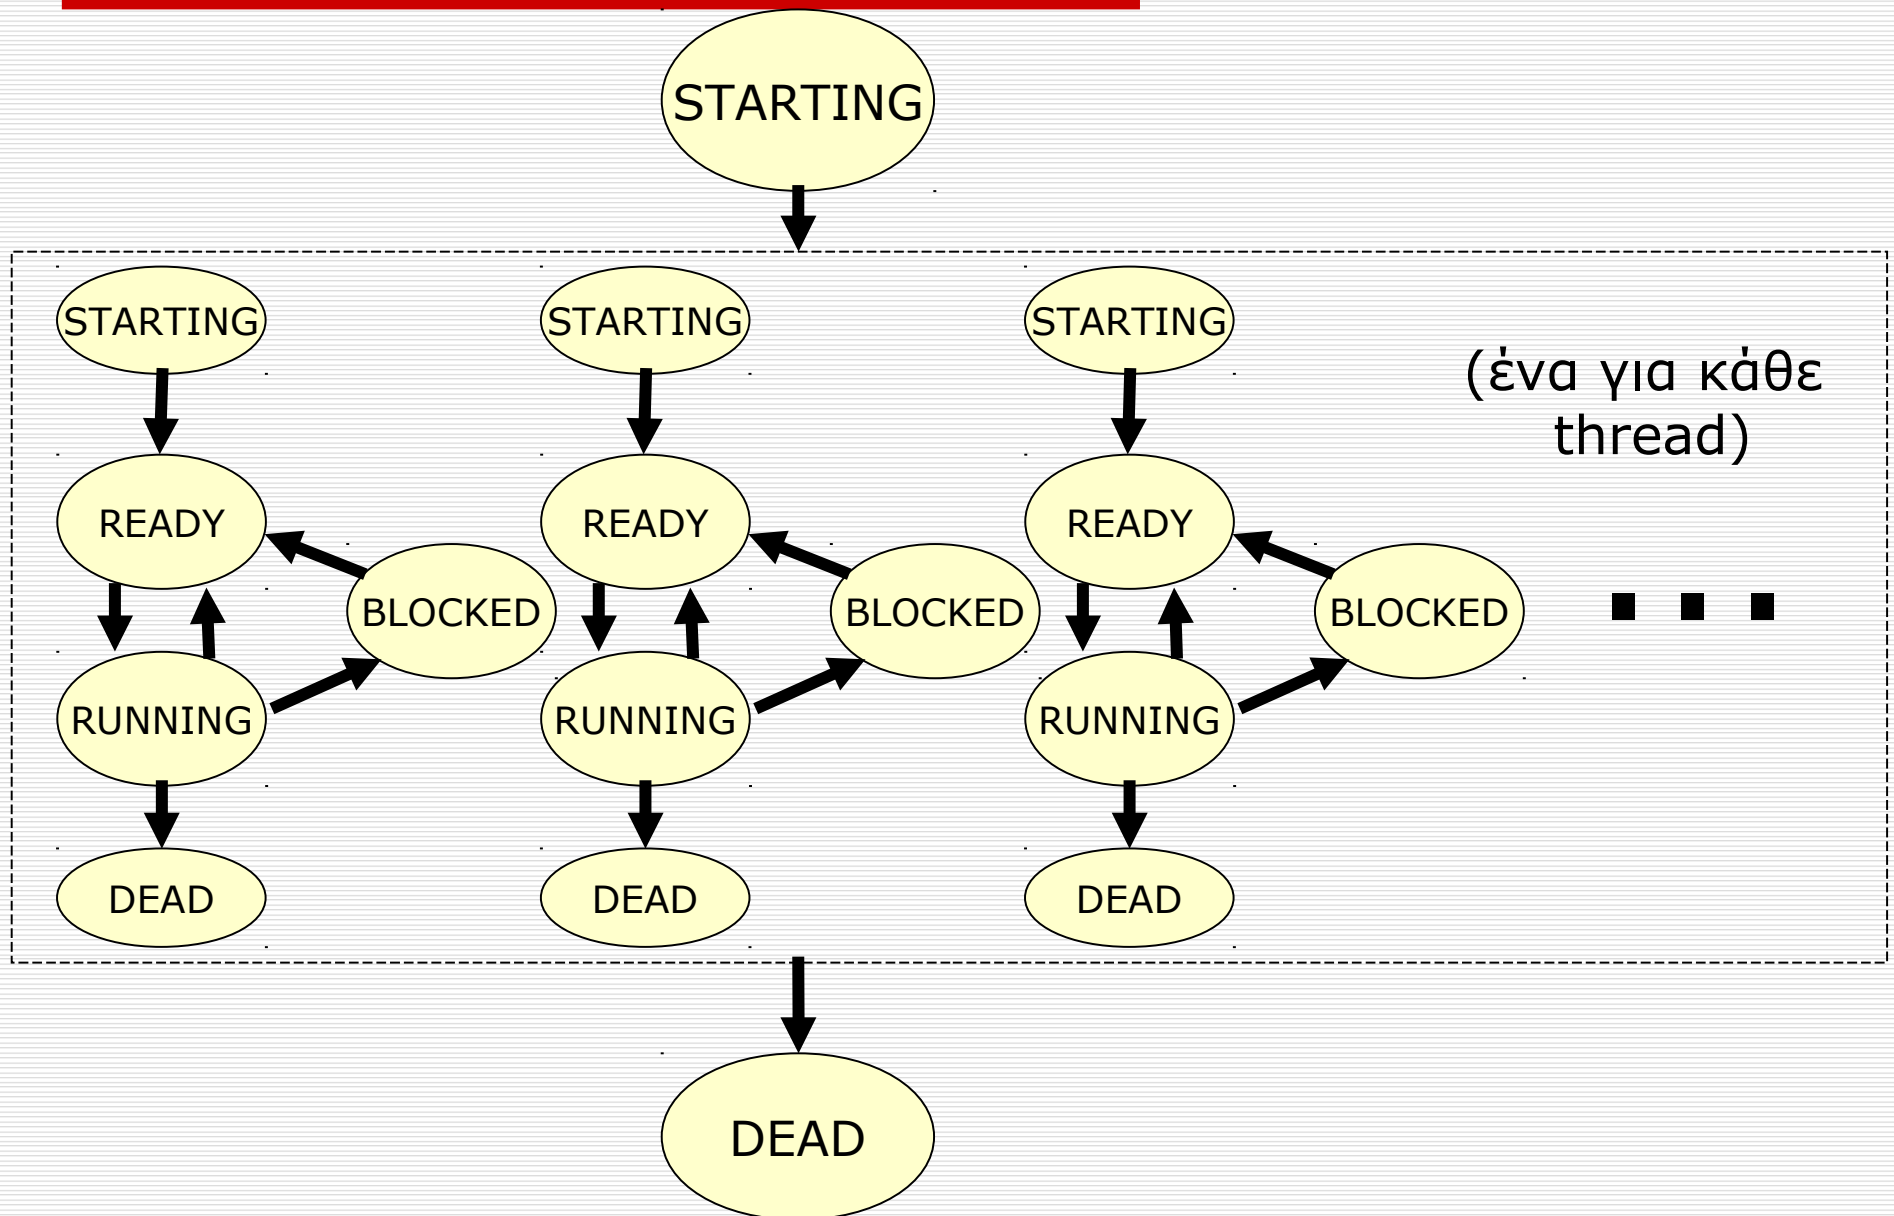 STARTING
STARTING STARTING STARTING
(ένα για κάθε
thread)
READY READY READY
BLOCKED BLOCKED BLOCKED
RUNNING RUNNING RUNNING
DEAD DEAD DEAD
DEAD